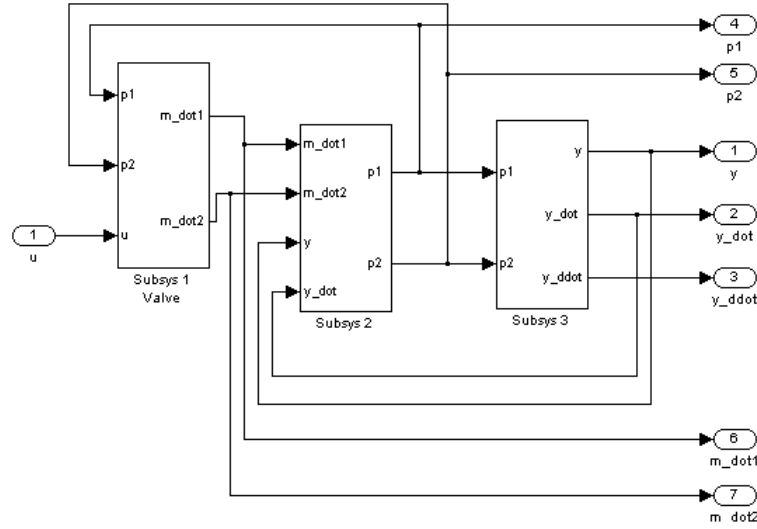 4
p1
5
p2
p1
m_dot1
p2
m_dot2
u
Subsys 1
Valve
1
u
m_dot1
p1
m_dot2
y
p2
y_dot
Subsys 2
y
p1
y_dot
p2
y_ddot
Subsys 3
1
y
2
y_dot
3
y_ddot
6
m_dot1
7
m_dot2